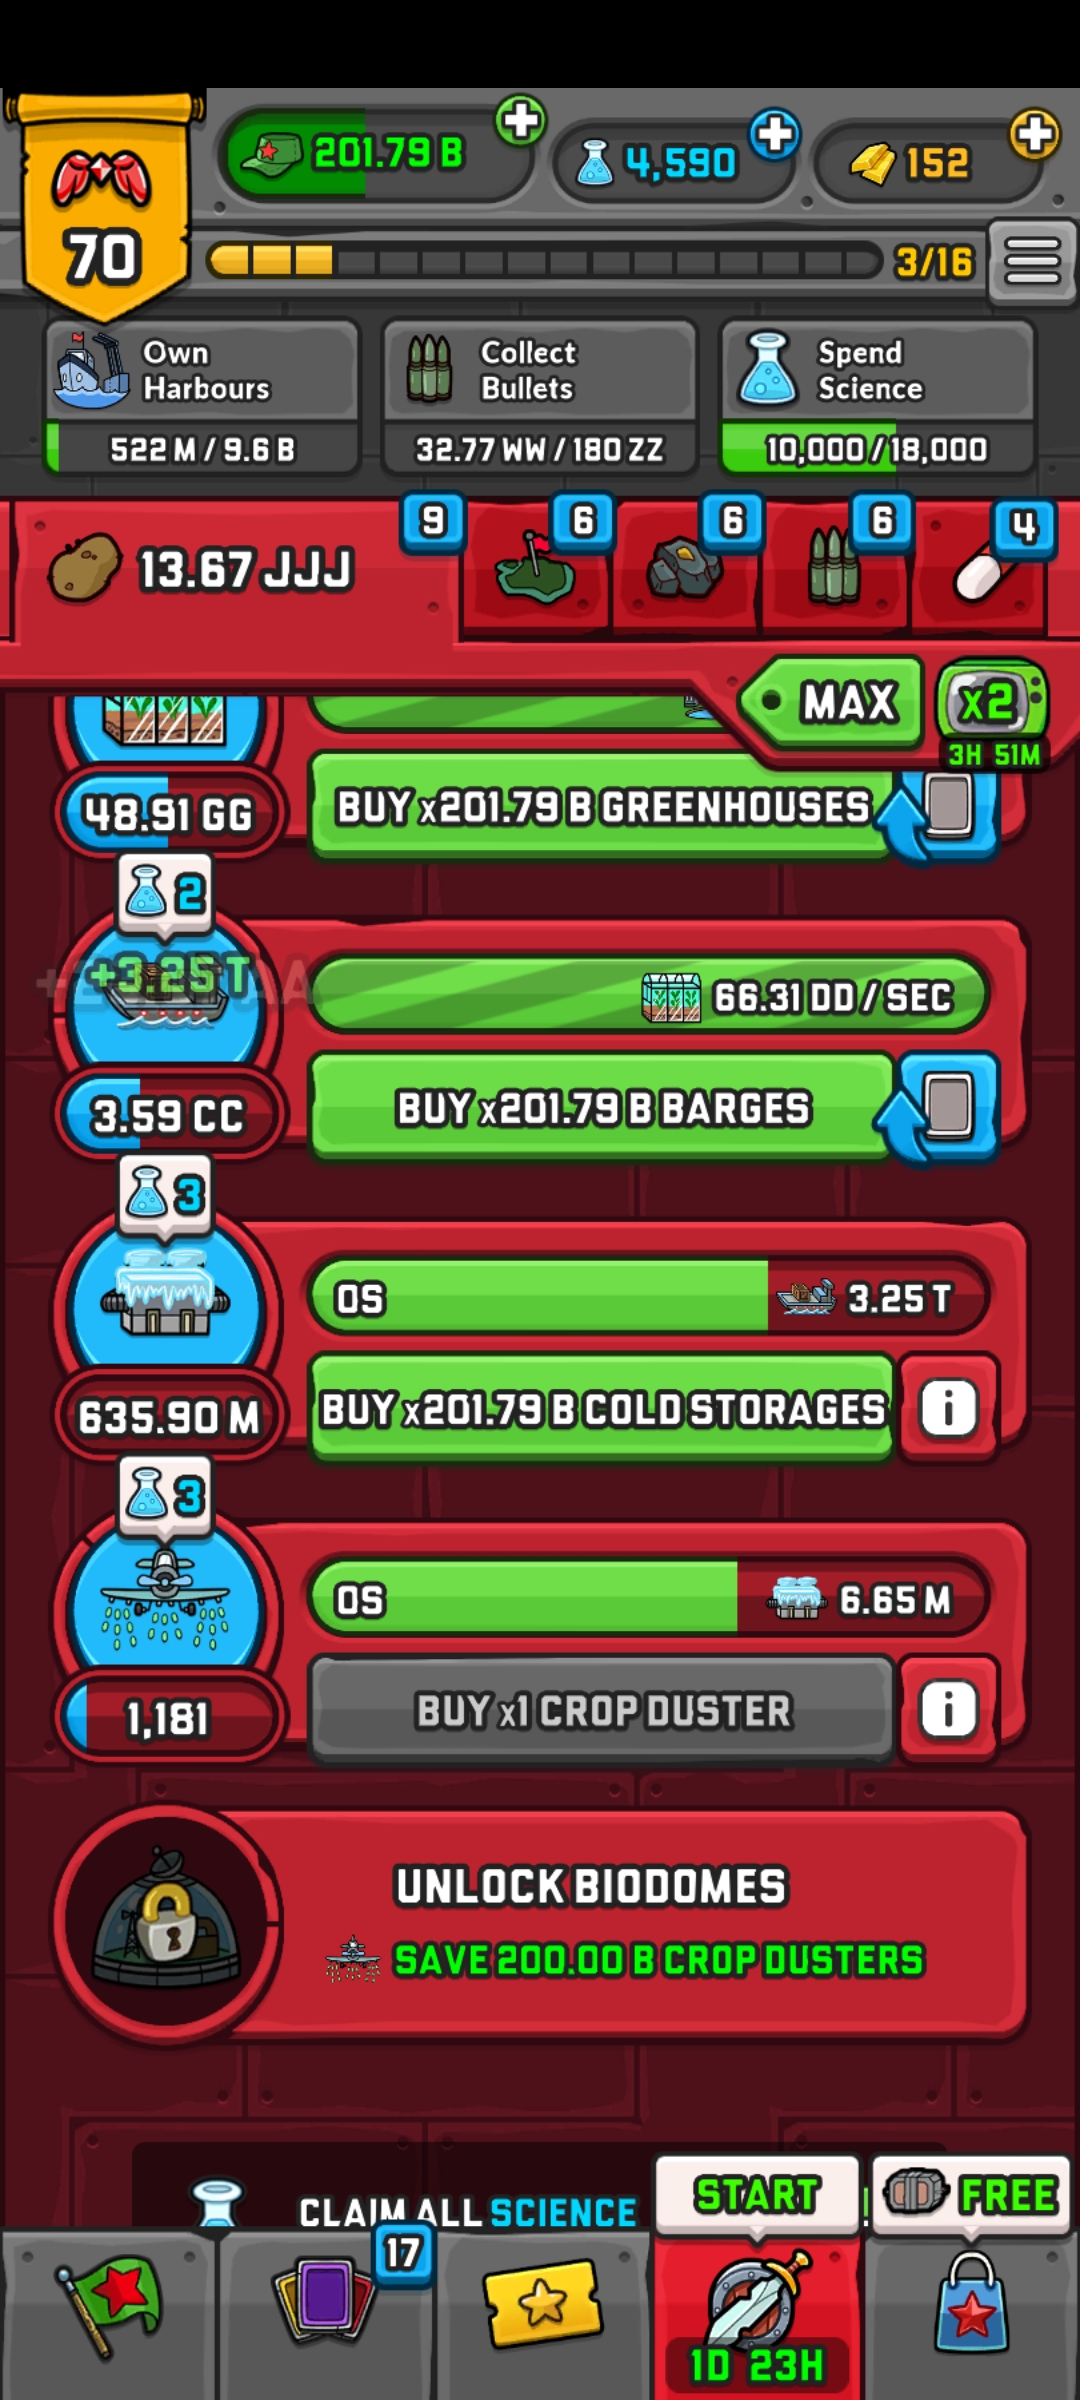 201.79 B
4,590
152
70
3/16
Own
Harbours
522 M / 9.6 B
Collect
Bullets
32.77 WW / 180 ZZ
Spend
Science
10,000 / 18,000
13.67 JJJ
9
6
6
6
4
MAX
x2
3H 51M
48.91 GG
BUY x201.79 B GREENHOUSES
2
+3.25 T
66.31 DD / SEC
3.59 CC
BUY x201.79 B BARGES
3
0S
3.25 T
635.90 M
BUY x201.79 B COLD STORAGES
i
3
0S
6.65 M
1,181
BUY x1 CROP DUSTER
i
UNLOCK BIODOMES
SAVE 200.00 B CROP DUSTERS
CLAIM ALL SCIENCE
START
FREE
17
1D 23H